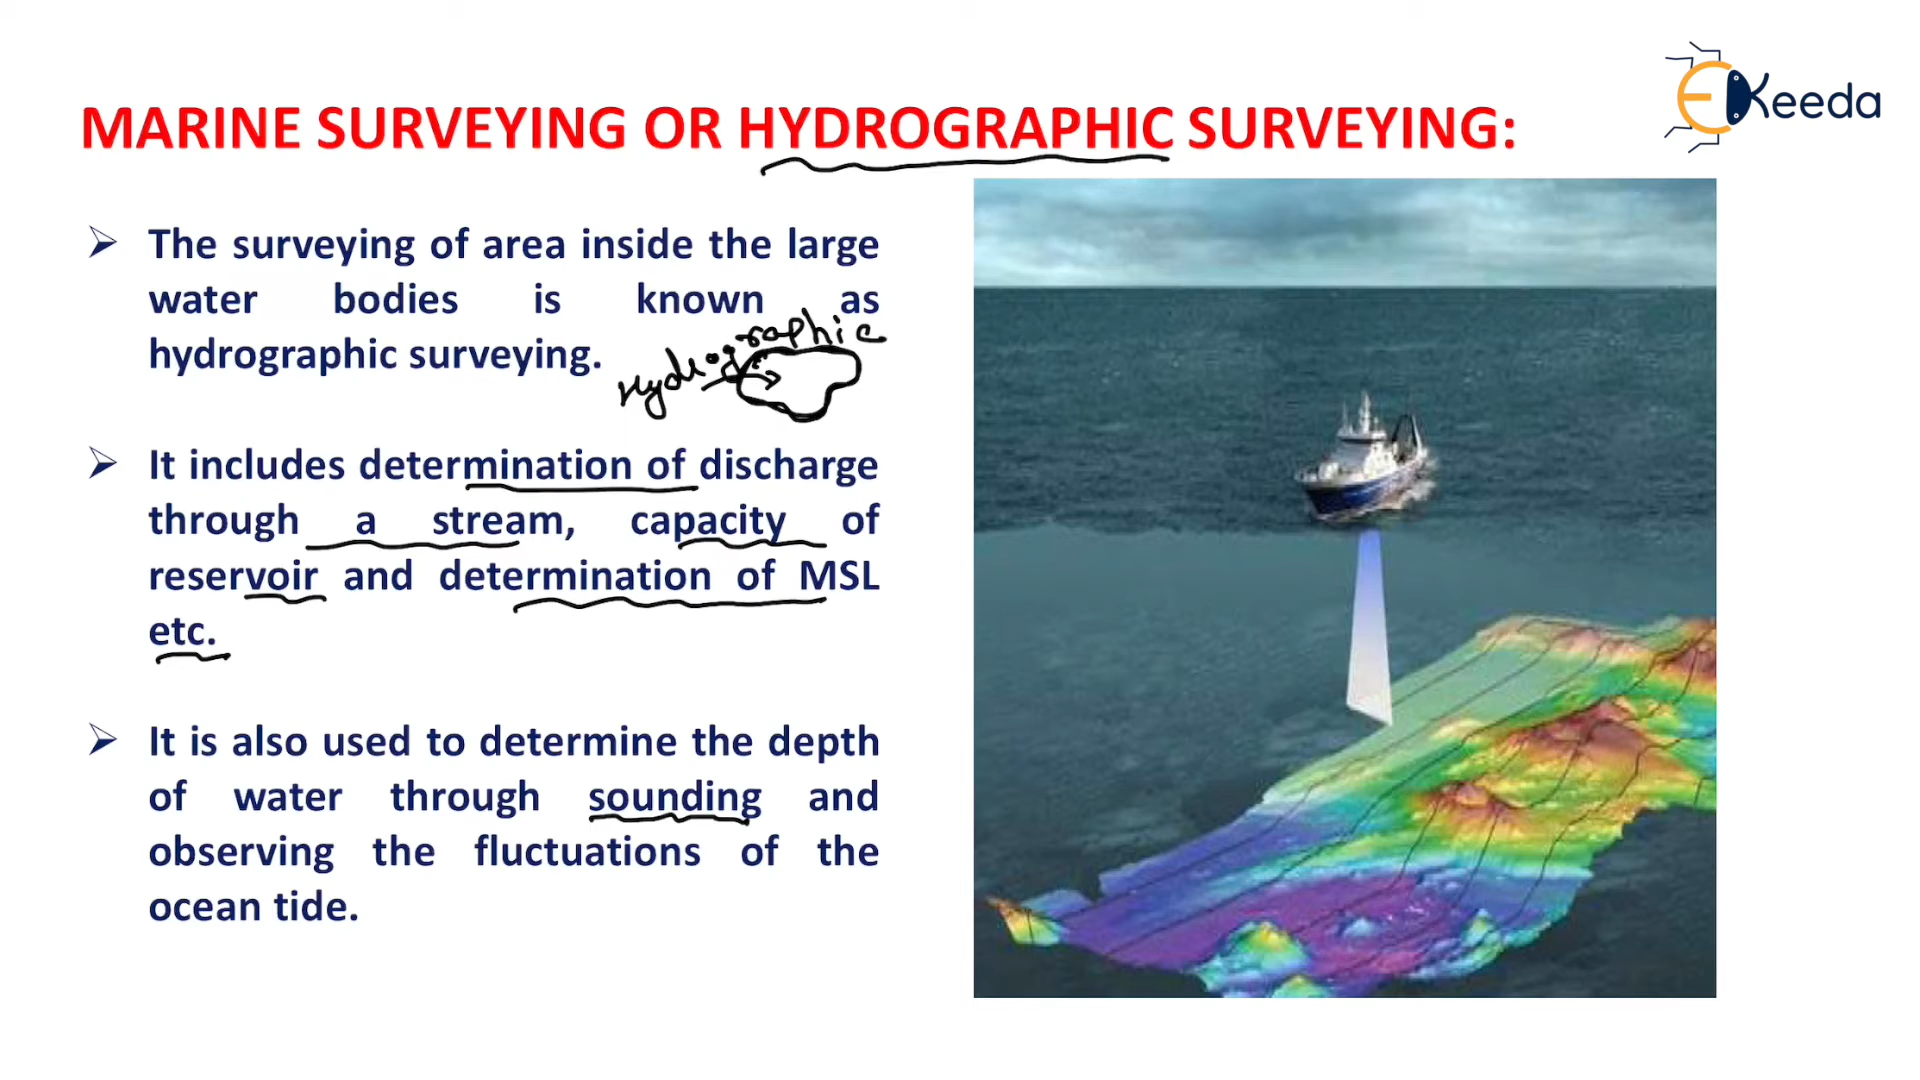 EKeeda
MARINE SURVEYING OR HYDROGRAPHIC SURVEYING:
➢ The surveying of area inside the large
water bodies is known as
hydrographic surveying.
Hydrographic
➢ It includes determination of discharge
through a stream, capacity of
reservoir and determination of MSL
etc.
➢ It is also used to determine the depth
of water through sounding and
observing the fluctuations of the
ocean tide.